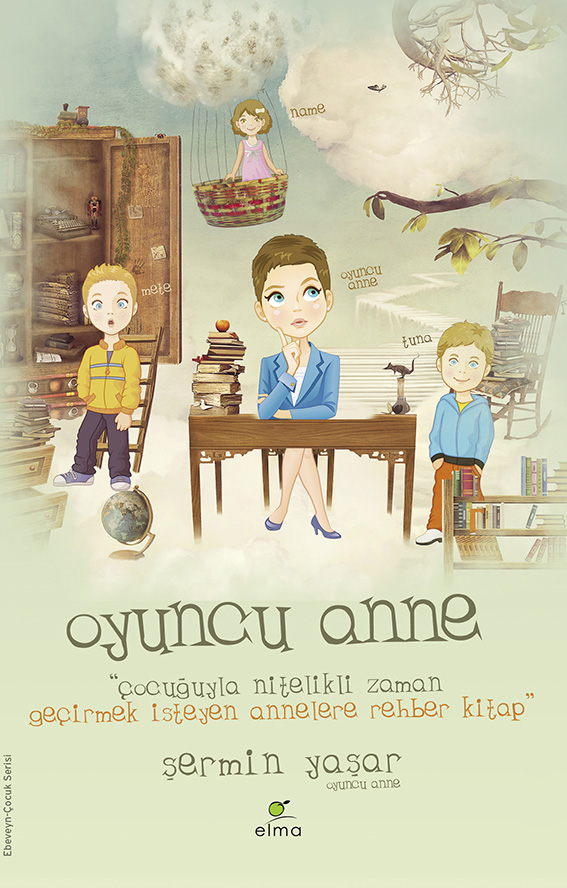 name
oyuncu
anne
mete
tuna
oyuncu anne
"çocuğuyla nitelikli zaman
geçirmek isteyen annelere rehber kitap"
şermin yaşar
oyuncu anne
elma
Ebeveyn-Çocuk Serisi